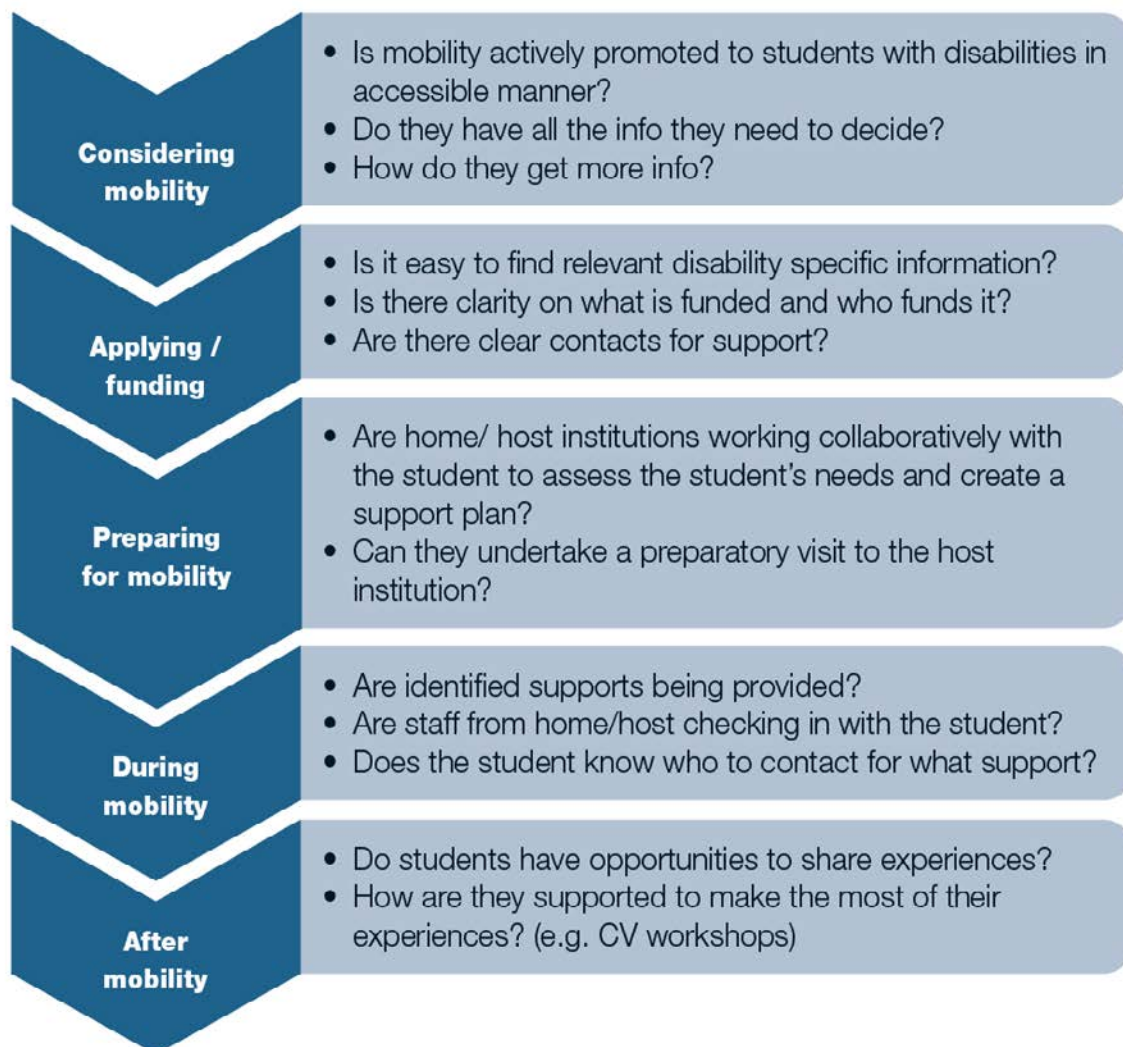 Considering
mobility
• Is mobility actively promoted to students with disabilities in
accessible manner?
• Do they have all the info they need to decide?
• How do they get more info?
Applying /
funding
• Is it easy to find relevant disability specific information?
• Is there clarity on what is funded and who funds it?
• Are there clear contacts for support?
Preparing
for mobility
• Are home/ host institutions working collaboratively with
the student to assess the student's needs and create a
support plan?
• Can they undertake a preparatory visit to the host
institution?
During
mobility
• Are identified supports being provided?
• Are staff from home/host checking in with the student?
• Does the student know who to contact for what support?
After
mobility
• Do students have opportunities to share experiences?
• How are they supported to make the most of their
experiences? (e.g. CV workshops)